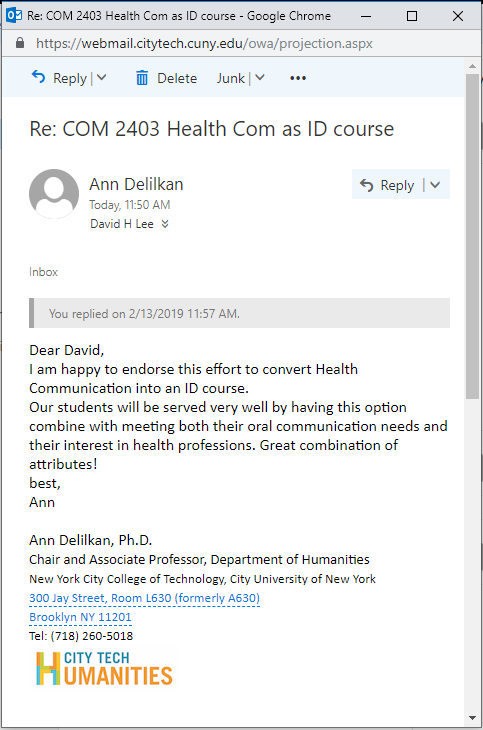 Re: COM 2403 Health Com as ID course - Google Chrome
https://webmail.citytech.cuny.edu/owa/projection.aspx
Reply | Delete Junk | •••
Re: COM 2403 Health Com as ID course
Ann Delilkan
Reply |
Today, 11:50 AM
David H Lee
Inbox
You replied on 2/13/2019 11:57 AM.
Dear David,
I am happy to endorse this effort to convert Health
Communication into an ID course.
Our students will be served very well by having this option
combine with meeting both their oral communication needs and
their interest in health professions. Great combination of
attributes!
best,
Ann
Ann Delilkan, Ph.D.
Chair and Associate Professor, Department of Humanities
New York City College of Technology, City University of New York
300 Jay Street, Room L630 (formerly A630)
Brooklyn NY 11201
Tel: (718) 260-5018
CITY TECH
HUMANITIES